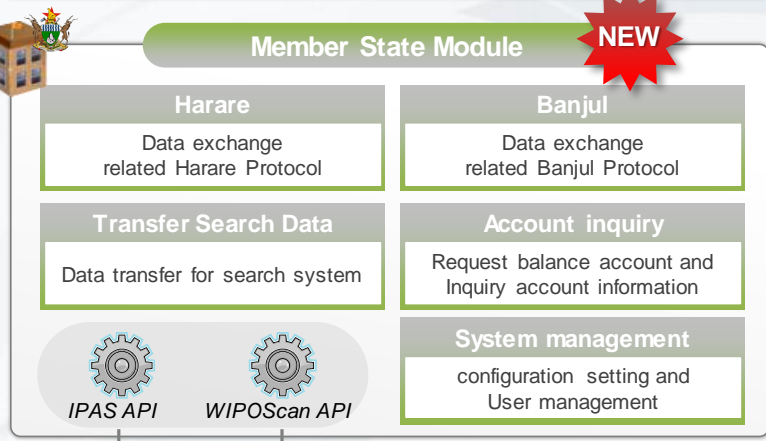 Member State Module
NEW
Harare
Data exchange
related Harare Protocol
Banjul
Data exchange
related Banjul Protocol
Transfer Search Data
Data transfer for search system
Account inquiry
Request balance account and
Inquiry account information
System management
configuration setting and
User management
IPAS API
WIPOScan API